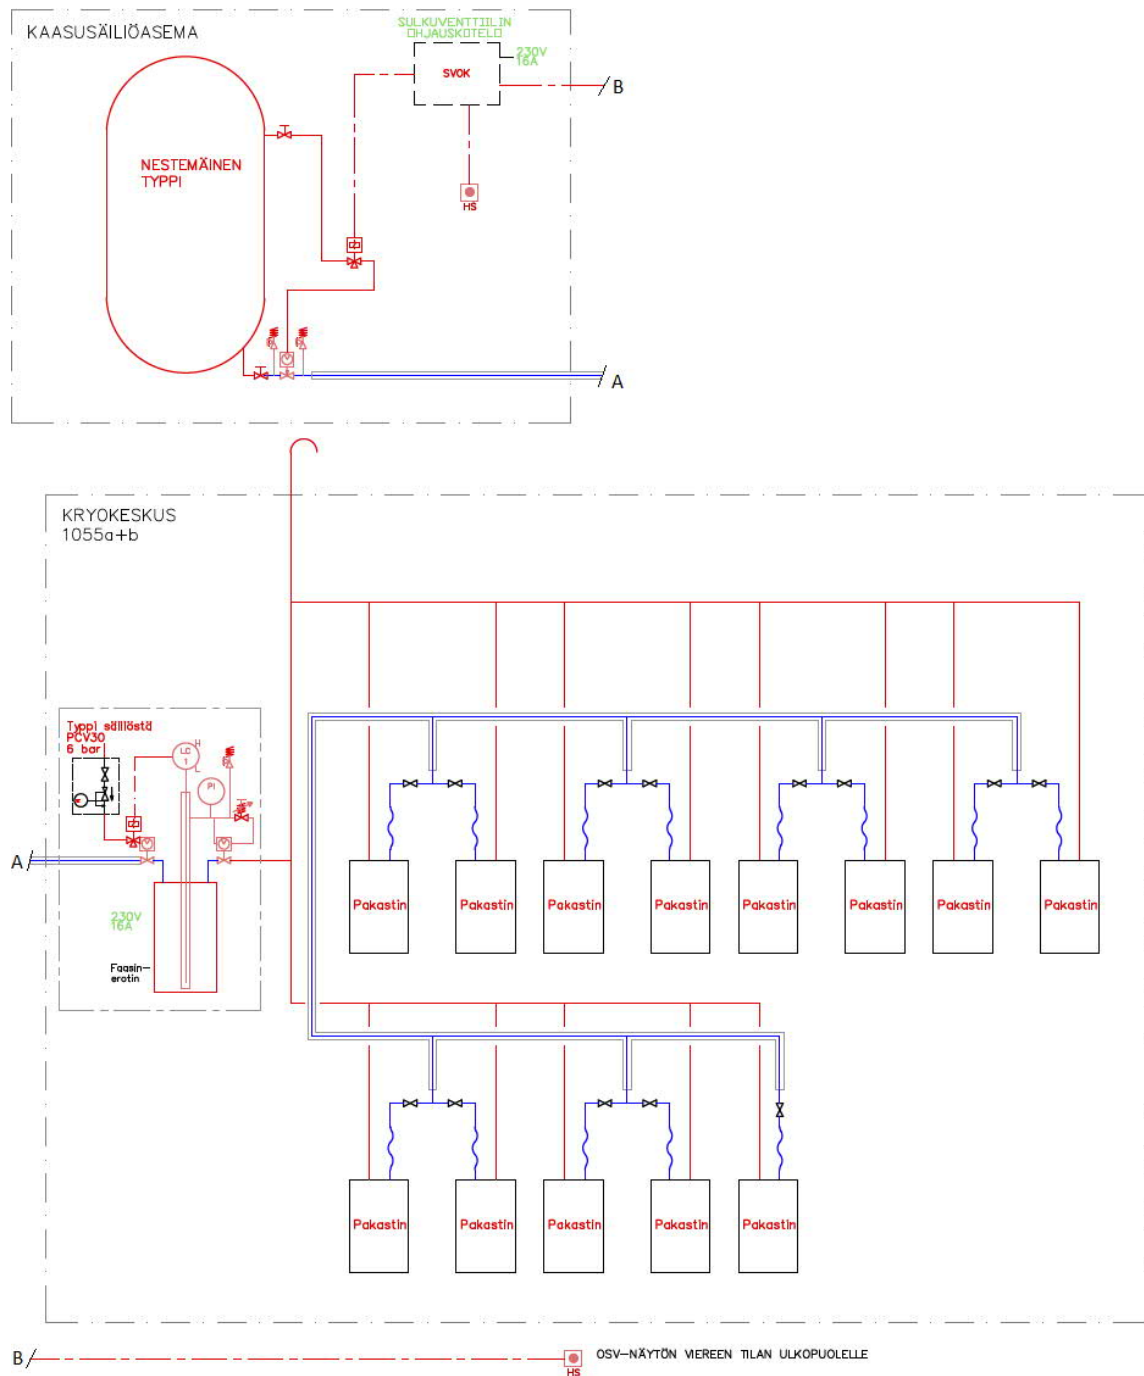 KAASUSÄILIÖASEMA
SULKUVENTTIILIN
OHJAUSKOTELO
230V
16A
SVOK
B
NESTEMÄINEN
TYPPI
HS
A
KRYOKESKUS
1055a+b
Typpi säiliöstä
PCV30
6 bar
LC
1
H
L
PI
A
230V
16A
Faasin-
erotin
Pakastin Pakastin Pakastin Pakastin Pakastin Pakastin Pakastin Pakastin
Pakastin Pakastin Pakastin Pakastin Pakastin
B
HS
OSV-NÄYTÖN VIEREEN TILAN ULKOPUOLELLE